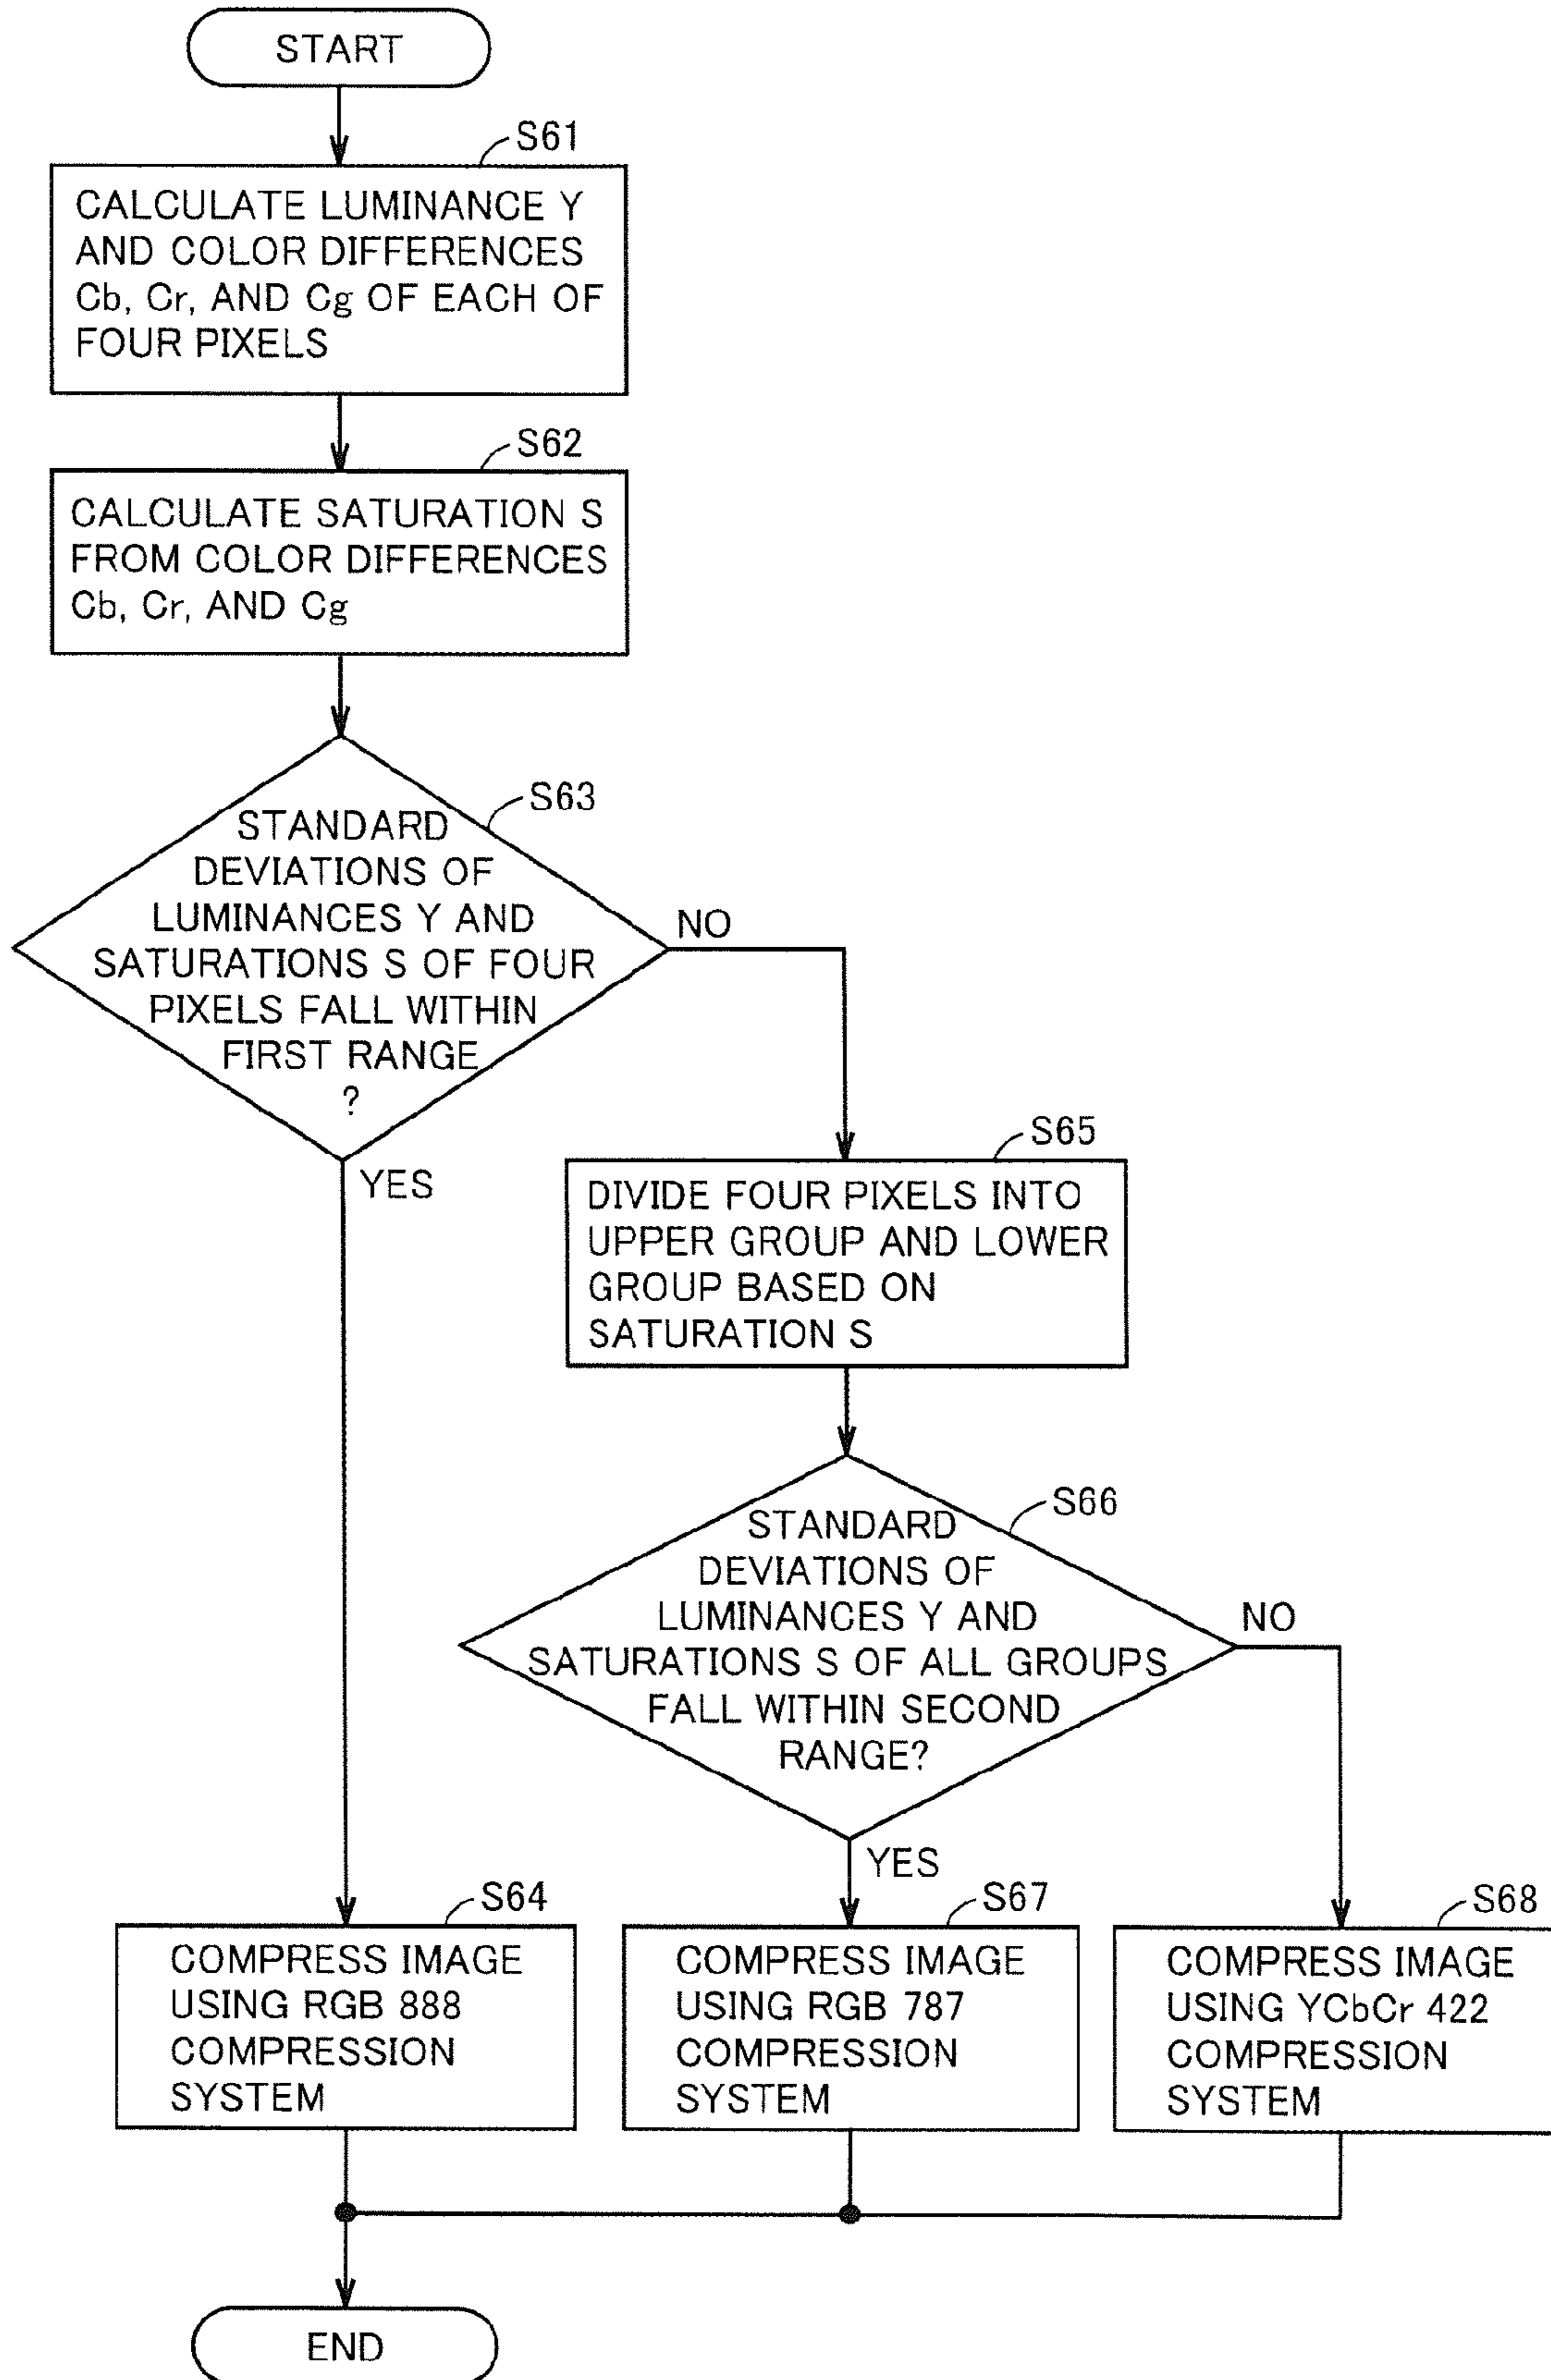 START
S61
CALCULATE LUMINANCE Y
AND COLOR DIFFERENCES
Cb, Cr, AND Cg OF EACH OF
FOUR PIXELS
S62
CALCULATE SATURATION S
FROM COLOR DIFFERENCES
Cb, Cr, AND Cg
S63
STANDARD
DEVIATIONS OF
LUMINANCES Y AND
SATURATIONS S OF FOUR
PIXELS FALL WITHIN
FIRST RANGE
?
NO
YES
S65
DIVIDE FOUR PIXELS INTO
UPPER GROUP AND LOWER
GROUP BASED ON
SATURATION S
S66
STANDARD
DEVIATIONS OF
LUMINANCES Y AND
SATURATIONS S OF ALL GROUPS
FALL WITHIN SECOND
RANGE?
NO
YES
S64
COMPRESS IMAGE
USING RGB 888
COMPRESSION
SYSTEM
S67
COMPRESS IMAGE
USING RGB 787
COMPRESSION
SYSTEM
S68
COMPRESS IMAGE
USING YCbCr 422
COMPRESSION
SYSTEM
END